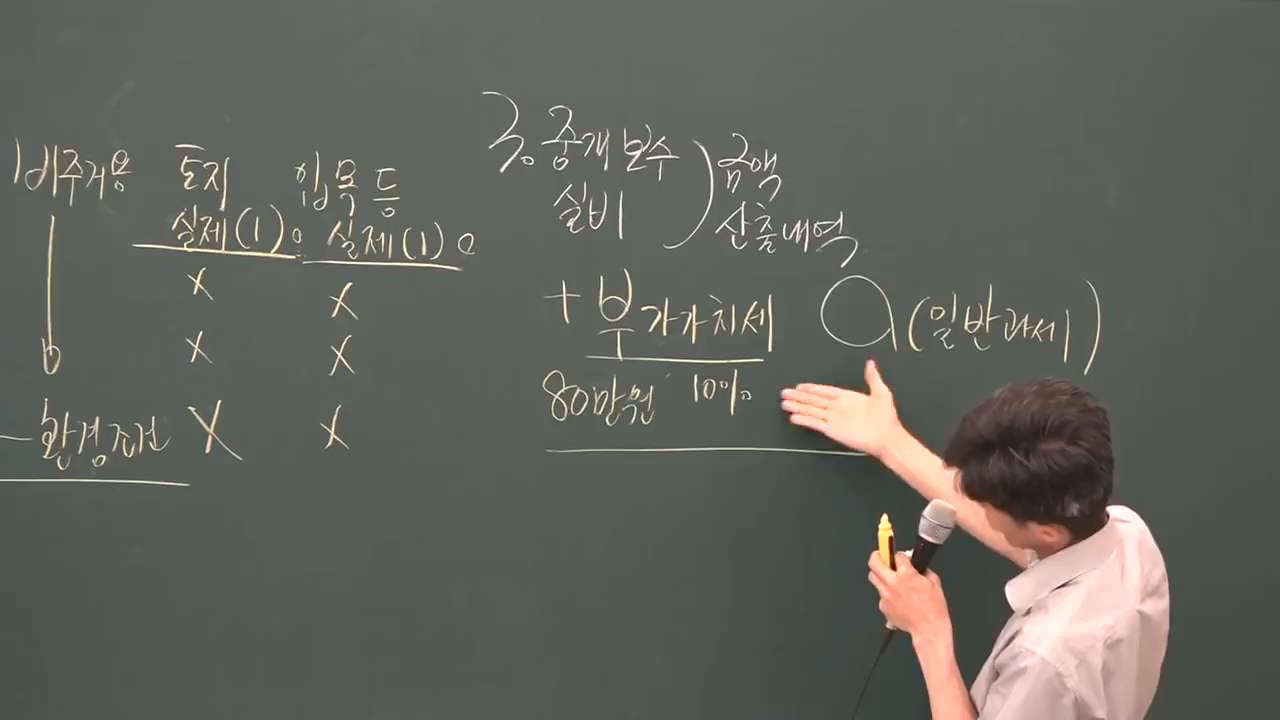 비주거용 토지 입목등
실제(1)o 실제(1)o
X X
X X
환경조건 X X
3. 중개보수
실비
) 금액
산출내역
+ 부가가치세 a (일반과세)
80만원 10%